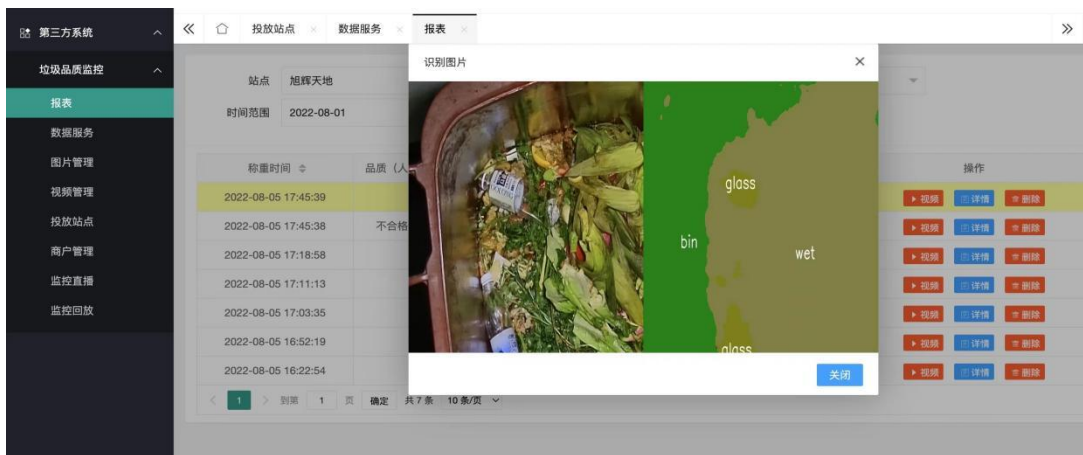 第三方系统
垃圾品质监控
报表
数据服务
图片管理
视频管理
投放站点
商户管理
监控直播
监控回放
投放站点 × 数据服务 × 报表 ×
站点 旭辉天地
时间范围 2022-08-01
识别图片 ×
glass
bin
wet
glass
关闭
称重时间 品质（人 操作
2022-08-05 17:45:39 视频 详情 删除
2022-08-05 17:45:38 不合格 视频 详情 删除
2022-08-05 17:18:58 视频 详情 删除
2022-08-05 17:11:13 视频 详情 删除
2022-08-05 17:03:35 视频 详情 删除
2022-08-05 16:52:19 视频 详情 删除
2022-08-05 16:22:54 视频 详情 删除
< 1 > 到第 1 页 确定 共 7 条 10 条/页